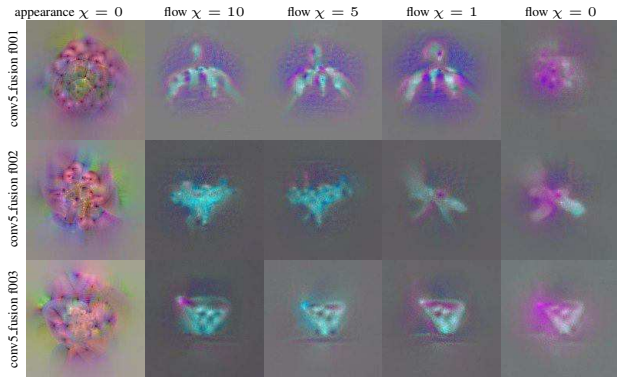 appearance χ = 0 flow χ = 10 flow χ = 5 flow χ = 1 flow χ = 0
conv5_fusion f001
conv5_fusion f002
conv5_fusion f003